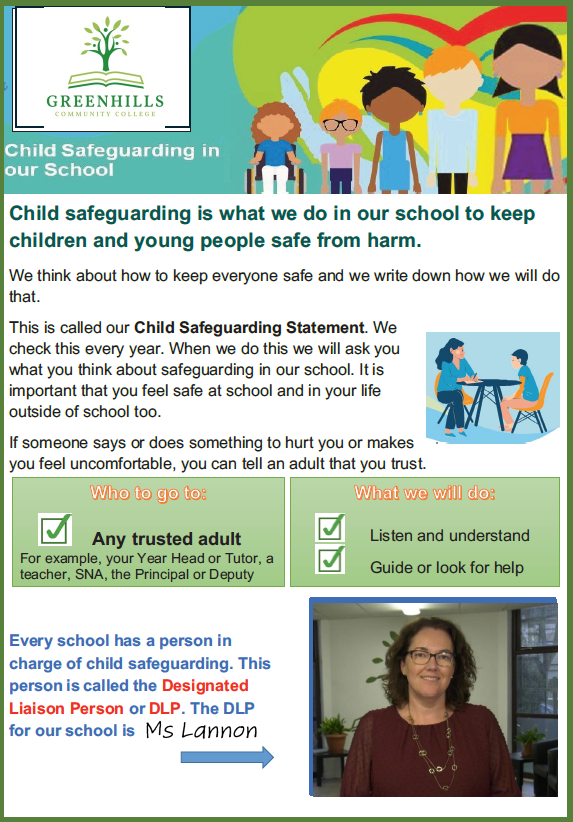 GREENHILLS
COMMUNITY COLLEGE
Child Safeguarding in
our School
Child safeguarding is what we do in our school to keep
children and young people safe from harm.
We think about how to keep everyone safe and we write down how we will do
that.
This is called our Child Safeguarding Statement. We
check this every year. When we do this we will ask you
what you think about safeguarding in our school. It is
important that you feel safe at school and in your life
outside of school too.
If someone says or does something to hurt you or makes
you feel uncomfortable, you can tell an adult that you trust.
Who to go to:
Any trusted adult
For example, your Year Head or Tutor, a
teacher, SNA, the Principal or Deputy
What we will do:
Listen and understand
Guide or look for help
Every school has a person in
charge of child safeguarding. This
person is called the Designated
Liaison Person or DLP. The DLP
for our school is Ms Lannon